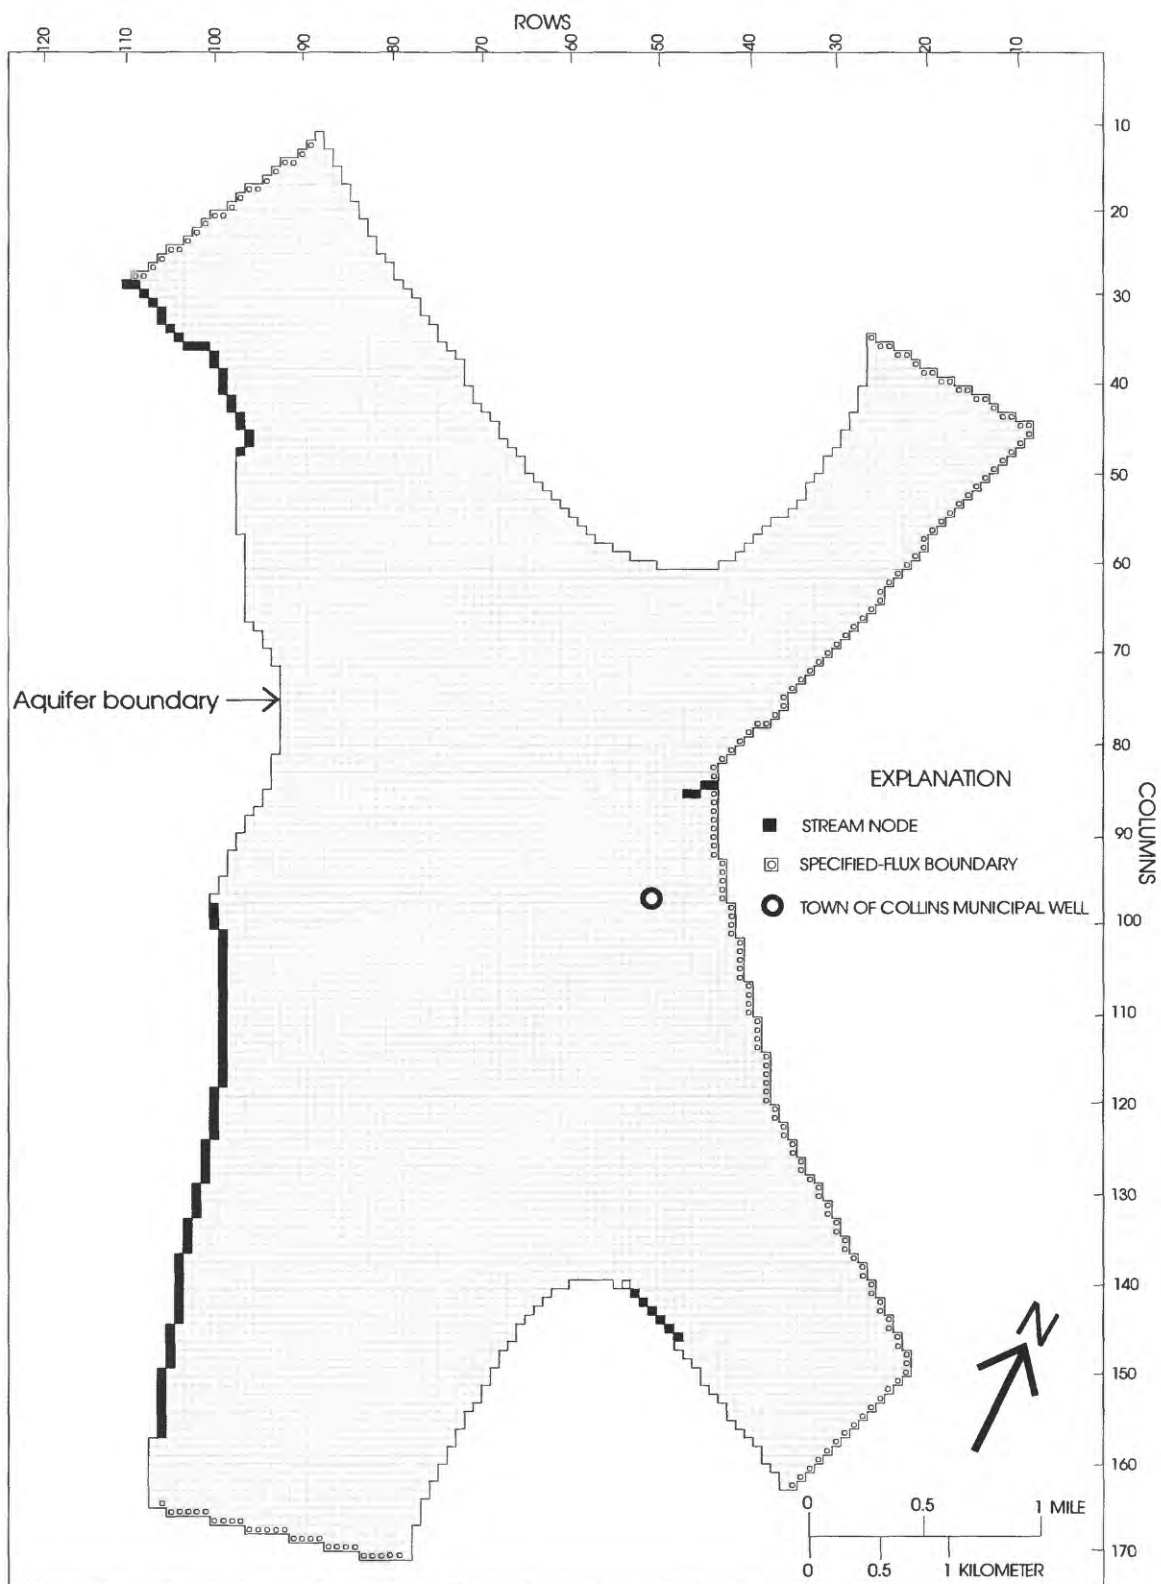 ROWS
120 110 100 90 80 70 60 50 40 30 20 10
10
20
30
40
50
60
70
80
90
100
110
120
130
140
150
160
170
COLUMNS
Aquifer boundary
EXPLANATION
STREAM NODE
SPECIFIED-FLUX BOUNDARY
TOWN OF COLLINS MUNICIPAL WELL
N
0 0.5 1 MILE
0 0.5 1 KILOMETER